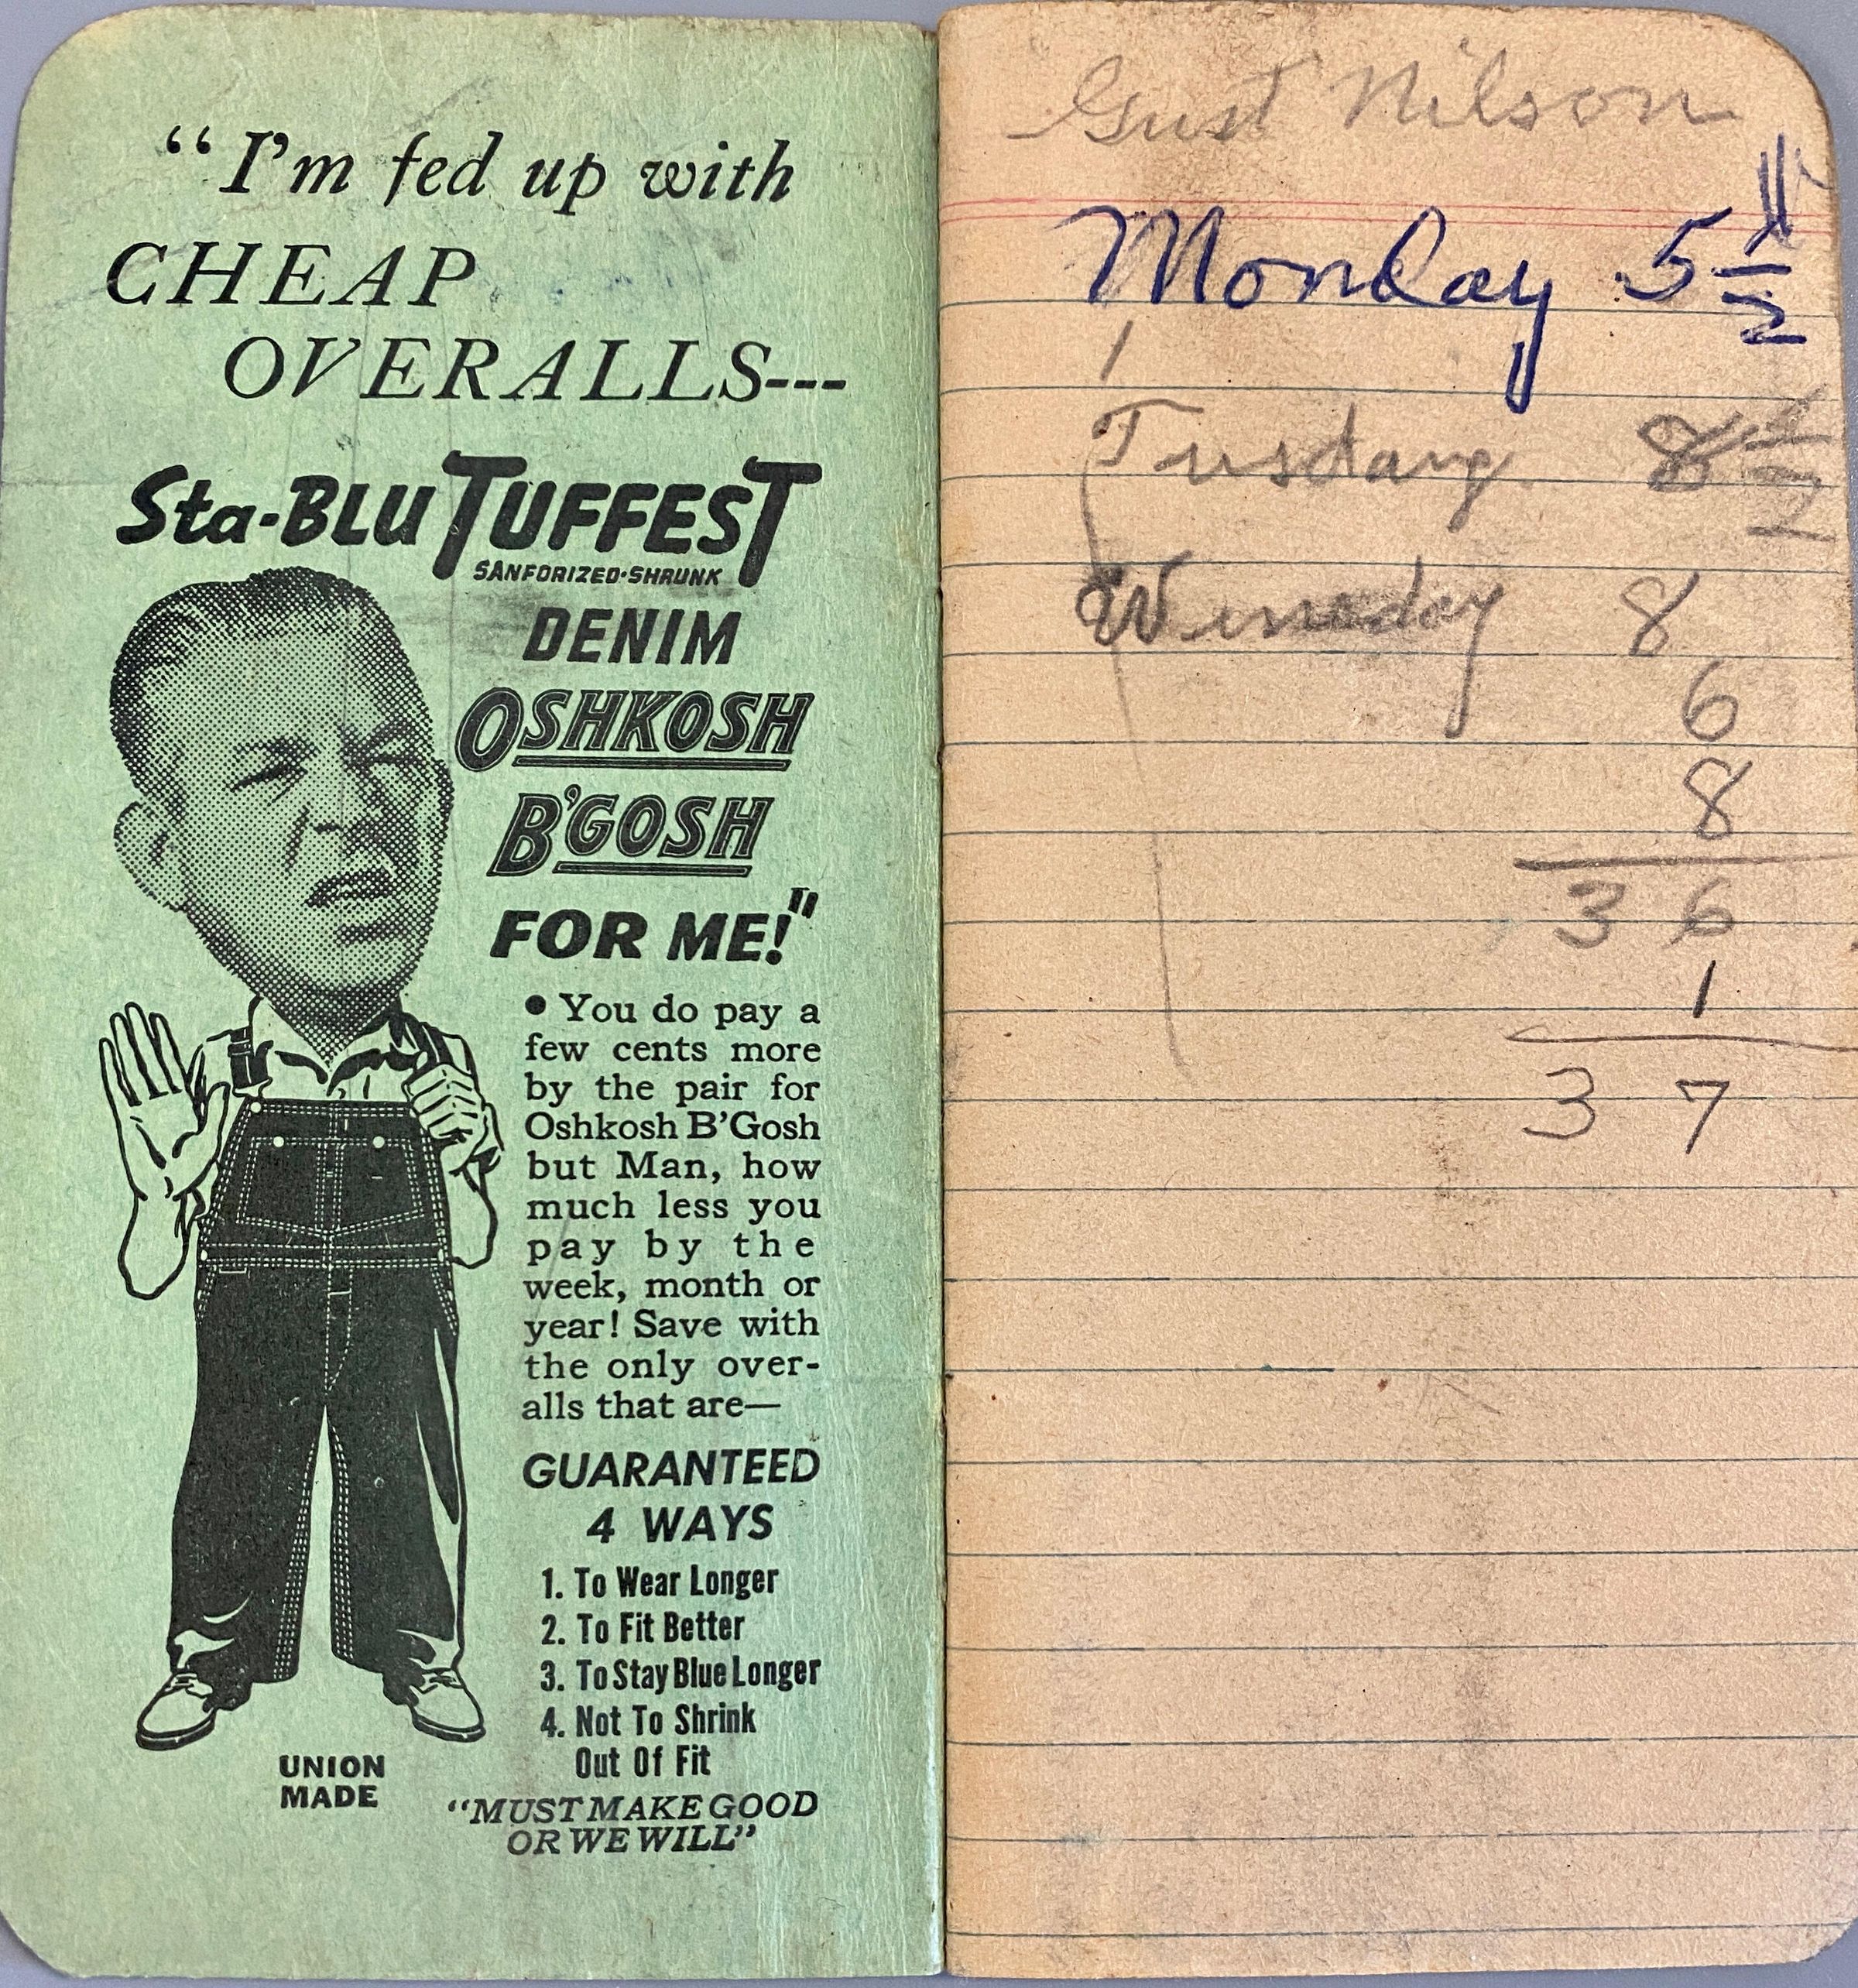 “I’m fed up with
CHEAP
OVERALLS---
Sta-BLU TUFFEST
SANFORIZED·SHRUNK
DENIM
OSHKOSH
B’GOSH
FOR ME!”
• You do pay a
few cents more
by the pair for
Oshkosh B’Gosh
but Man, how
much less you
pay by the
week, month or
year! Save with
the only over-
alls that are—
GUARANTEED
4 WAYS
1. To Wear Longer
2. To Fit Better
3. To Stay Blue Longer
4. Not To Shrink
Out Of Fit
UNION
MADE
“MUST MAKE GOOD
OR WE WILL”
Gust Nilson
Monday 5 1/2
1
Tusdang 8 1/2
Wensday 8
6
8
36
1
37